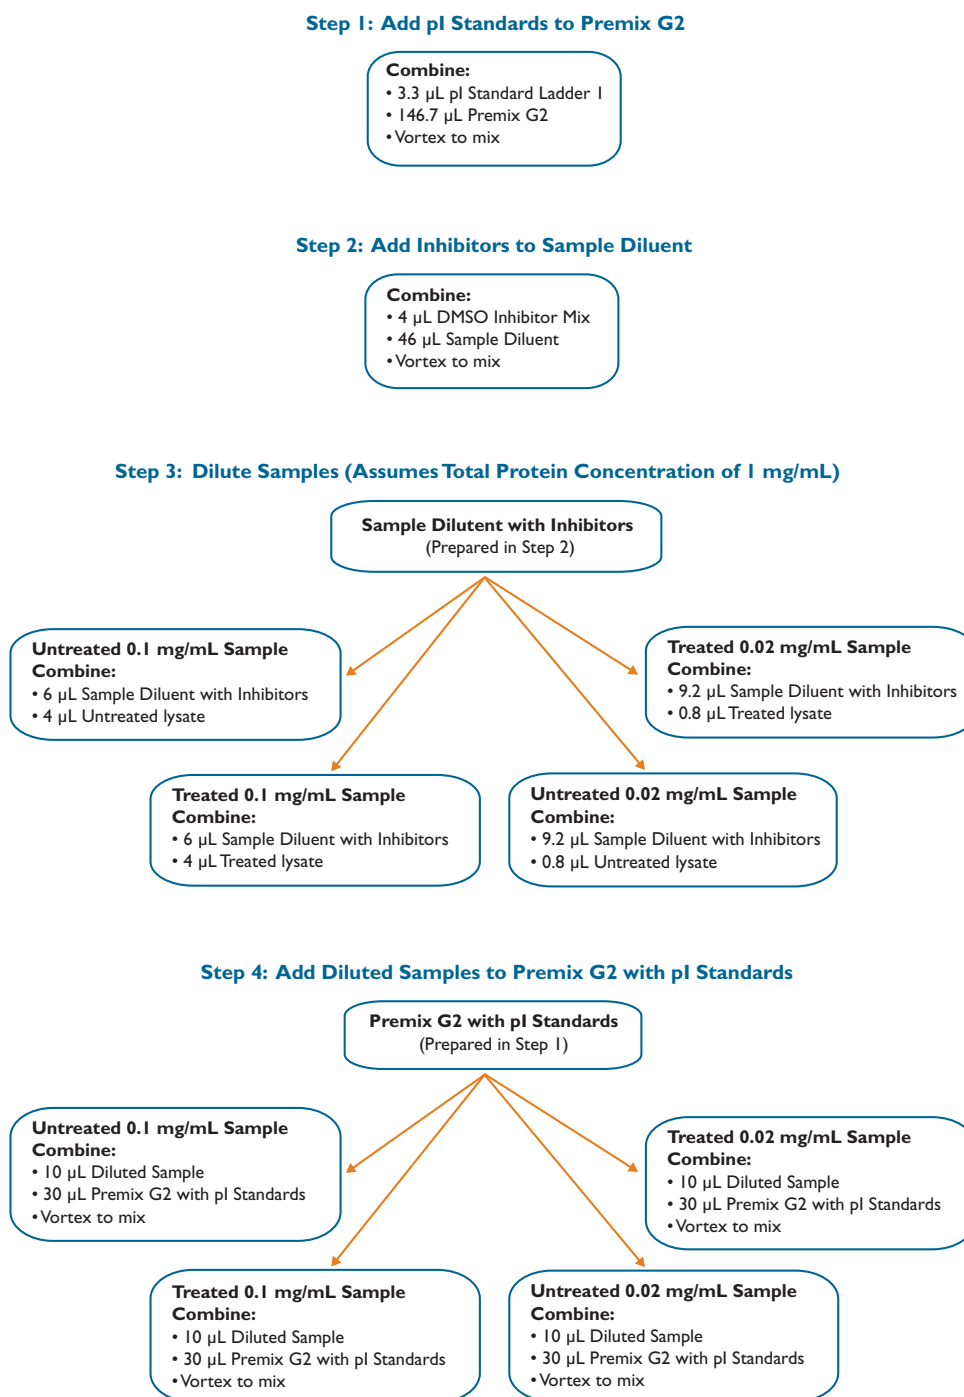 Step 1: Add pI Standards to Premix G2
Combine:
• 3.3 µL pI Standard Ladder 1
• 146.7 µL Premix G2
• Vortex to mix
Step 2: Add Inhibitors to Sample Diluent
Combine:
• 4 µL DMSO Inhibitor Mix
• 46 µL Sample Diluent
• Vortex to mix
Step 3: Dilute Samples (Assumes Total Protein Concentration of 1 mg/mL)
Sample Dilutent with Inhibitors
(Prepared in Step 2)
Untreated 0.1 mg/mL Sample
Combine:
• 6 µL Sample Diluent with Inhibitors
• 4 µL Untreated lysate
Treated 0.02 mg/mL Sample
Combine:
• 9.2 µL Sample Diluent with Inhibitors
• 0.8 µL Treated lysate
Treated 0.1 mg/mL Sample
Combine:
• 6 µL Sample Diluent with Inhibitors
• 4 µL Treated lysate
Untreated 0.02 mg/mL Sample
Combine:
• 9.2 µL Sample Diluent with Inhibitors
• 0.8 µL Untreated lysate
Step 4: Add Diluted Samples to Premix G2 with pI Standards
Premix G2 with pI Standards
(Prepared in Step 1)
Untreated 0.1 mg/mL Sample
Combine:
• 10 µL Diluted Sample
• 30 µL Premix G2 with pI Standards
• Vortex to mix
Treated 0.02 mg/mL Sample
Combine:
• 10 µL Diluted Sample
• 30 µL Premix G2 with pI Standards
• Vortex to mix
Treated 0.1 mg/mL Sample
Combine:
• 10 µL Diluted Sample
• 30 µL Premix G2 with pI Standards
• Vortex to mix
Untreated 0.02 mg/mL Sample
Combine:
• 10 µL Diluted Sample
• 30 µL Premix G2 with pI Standards
• Vortex to mix